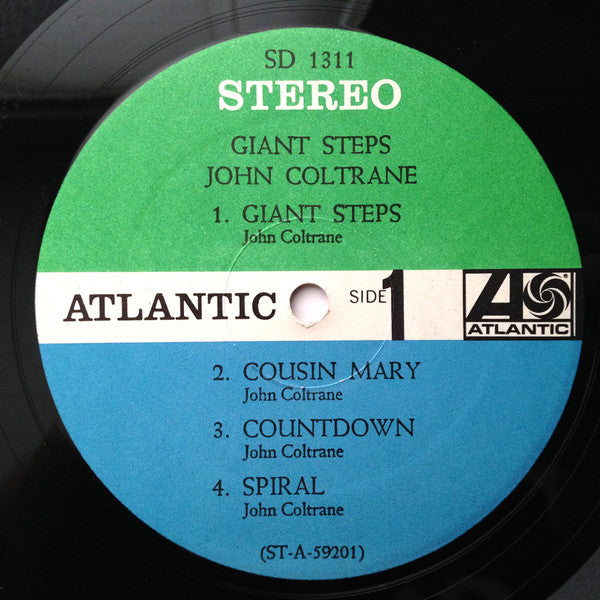 SD 1311
STEREO
GIANT STEPS
JOHN COLTRANE
1. GIANT STEPS
John Coltrane
ATLANTIC SIDE 1 ATLANTIC
2. COUSIN MARY
John Coltrane
3. COUNTDOWN
John Coltrane
4. SPIRAL
John Coltrane
(ST-A-59201)